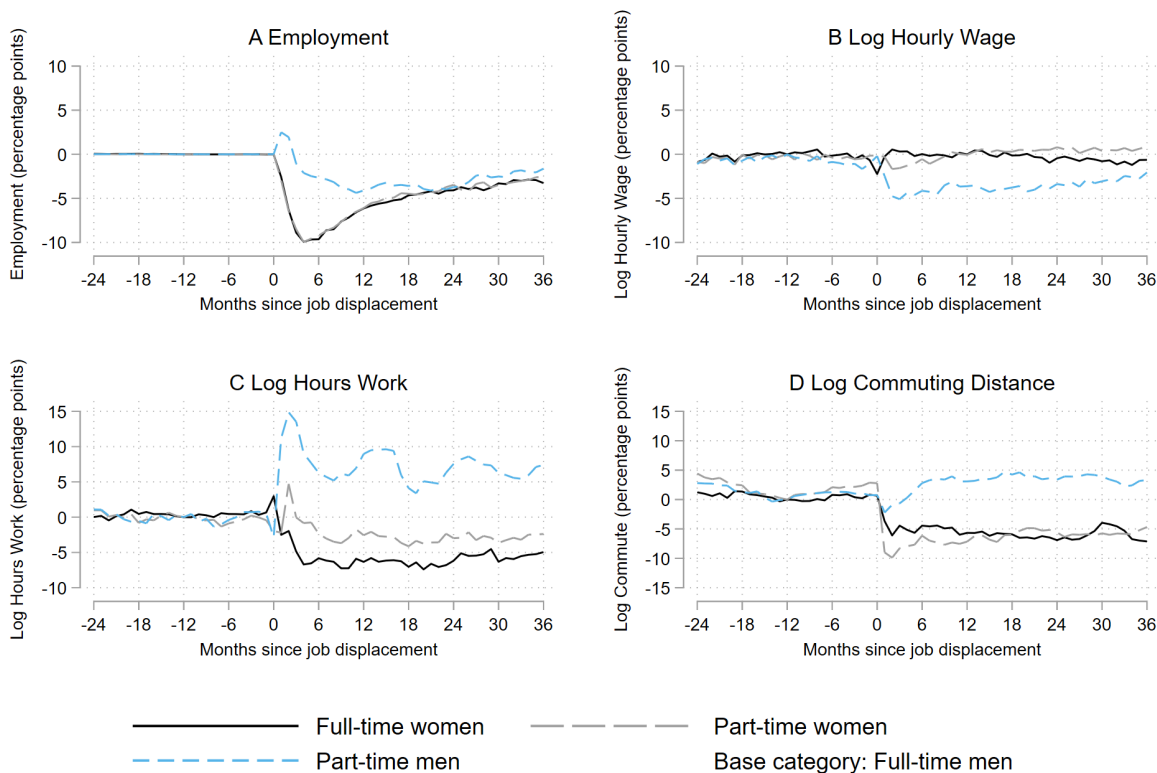 A Employment
Employment (percentage points)
10
5
0
-5
-10
-24 -18 -12 -6 0 6 12 18 24 30 36
Months since job displacement
B Log Hourly Wage
Log Hourly Wage (percentage points)
10
5
0
-5
-10
-24 -18 -12 -6 0 6 12 18 24 30 36
Months since job displacement
C Log Hours Work
Log Hours Work (percentage points)
15
10
5
0
-5
-10
-24 -18 -12 -6 0 6 12 18 24 30 36
Months since job displacement
D Log Commuting Distance
Log Commute (percentage points)
15
10
5
0
-5
-10
-15
-24 -18 -12 -6 0 6 12 18 24 30 36
Months since job displacement
Full-time women Part-time women
Part-time men Base category: Full-time men